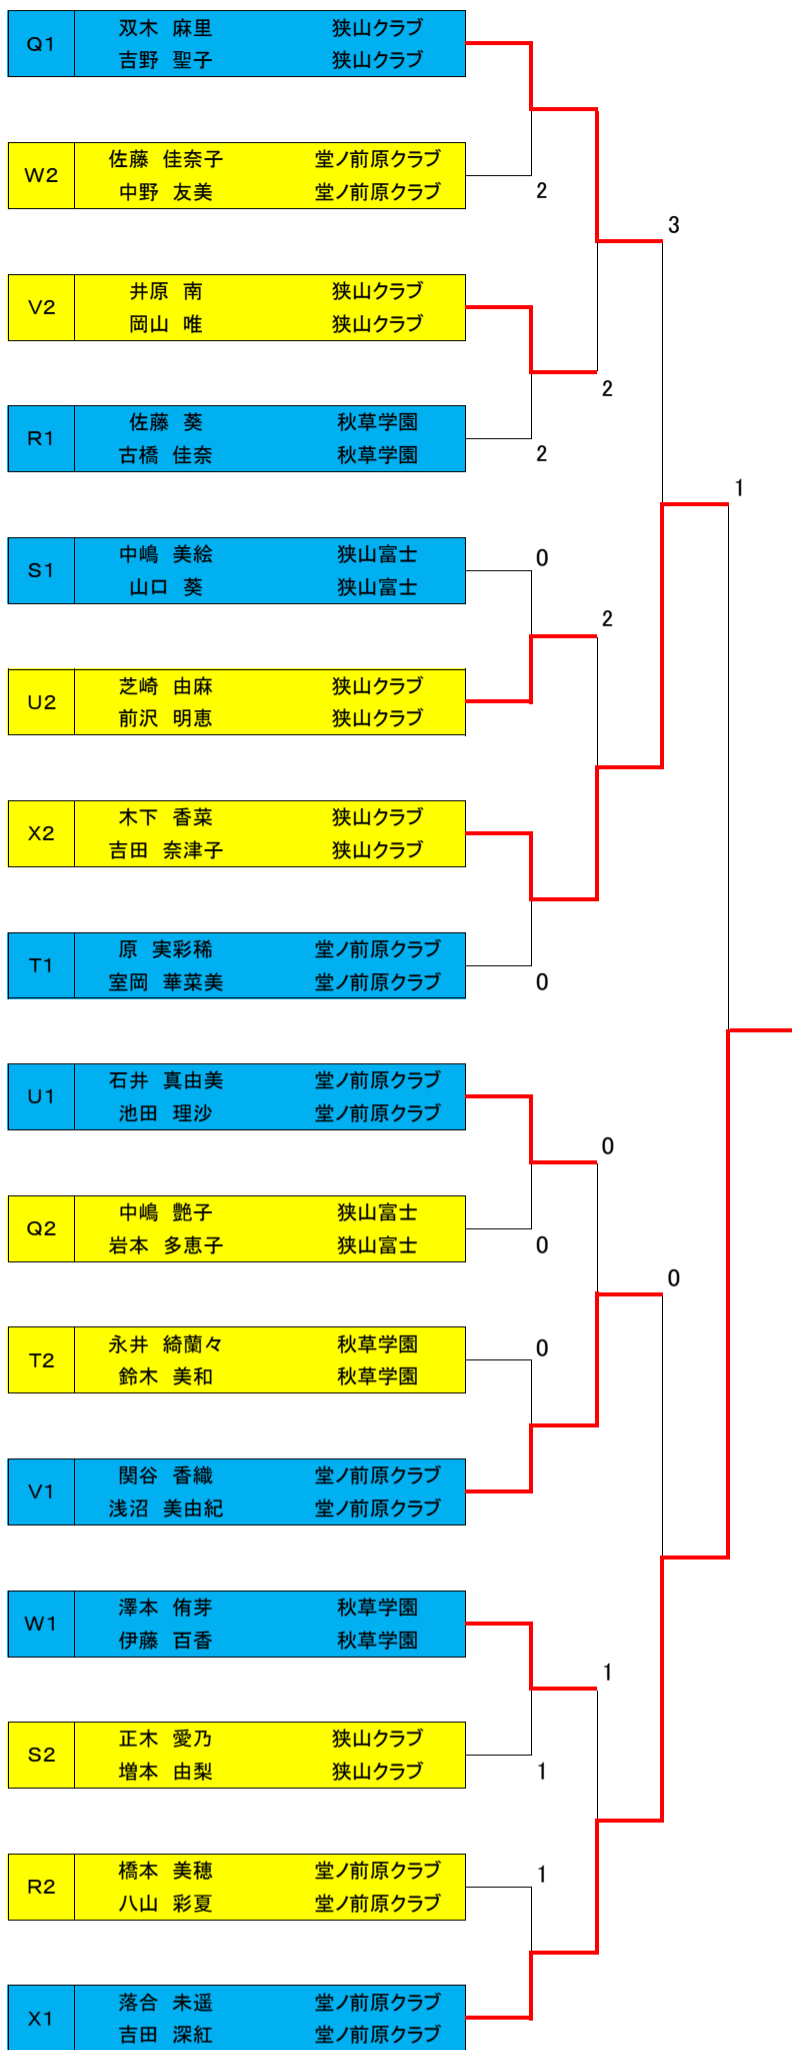 Q1
双木 麻里 狭山クラブ
吉野 聖子 狭山クラブ
W2
佐藤 佳奈子 堂ノ前原クラブ
中野 友美 堂ノ前原クラブ
2
3
V2
井原 南 狭山クラブ
岡山 唯 狭山クラブ
2
R1
佐藤 葵 秋草学園
古橋 佳奈 秋草学園
2
1
S1
中嶋 美絵 狭山富士
山口 葵 狭山富士
0
2
U2
芝崎 由麻 狭山クラブ
前沢 明恵 狭山クラブ
X2
木下 香菜 狭山クラブ
吉田 奈津子 狭山クラブ
T1
原 実彩稀 堂ノ前原クラブ
室岡 華菜美 堂ノ前原クラブ
0
U1
石井 真由美 堂ノ前原クラブ
池田 理沙 堂ノ前原クラブ
0
Q2
中嶋 艶子 狭山富士
岩本 多恵子 狭山富士
0
0
T2
永井 綺蘭々 秋草学園
鈴木 美和 秋草学園
0
V1
関谷 香織 堂ノ前原クラブ
浅沼 美由紀 堂ノ前原クラブ
W1
澤本 侑芽 秋草学園
伊藤 百香 秋草学園
1
S2
正木 愛乃 狭山クラブ
増本 由梨 狭山クラブ
1
R2
橋本 美穂 堂ノ前原クラブ
八山 彩夏 堂ノ前原クラブ
1
X1
落合 未遥 堂ノ前原クラブ
吉田 深紅 堂ノ前原クラブ